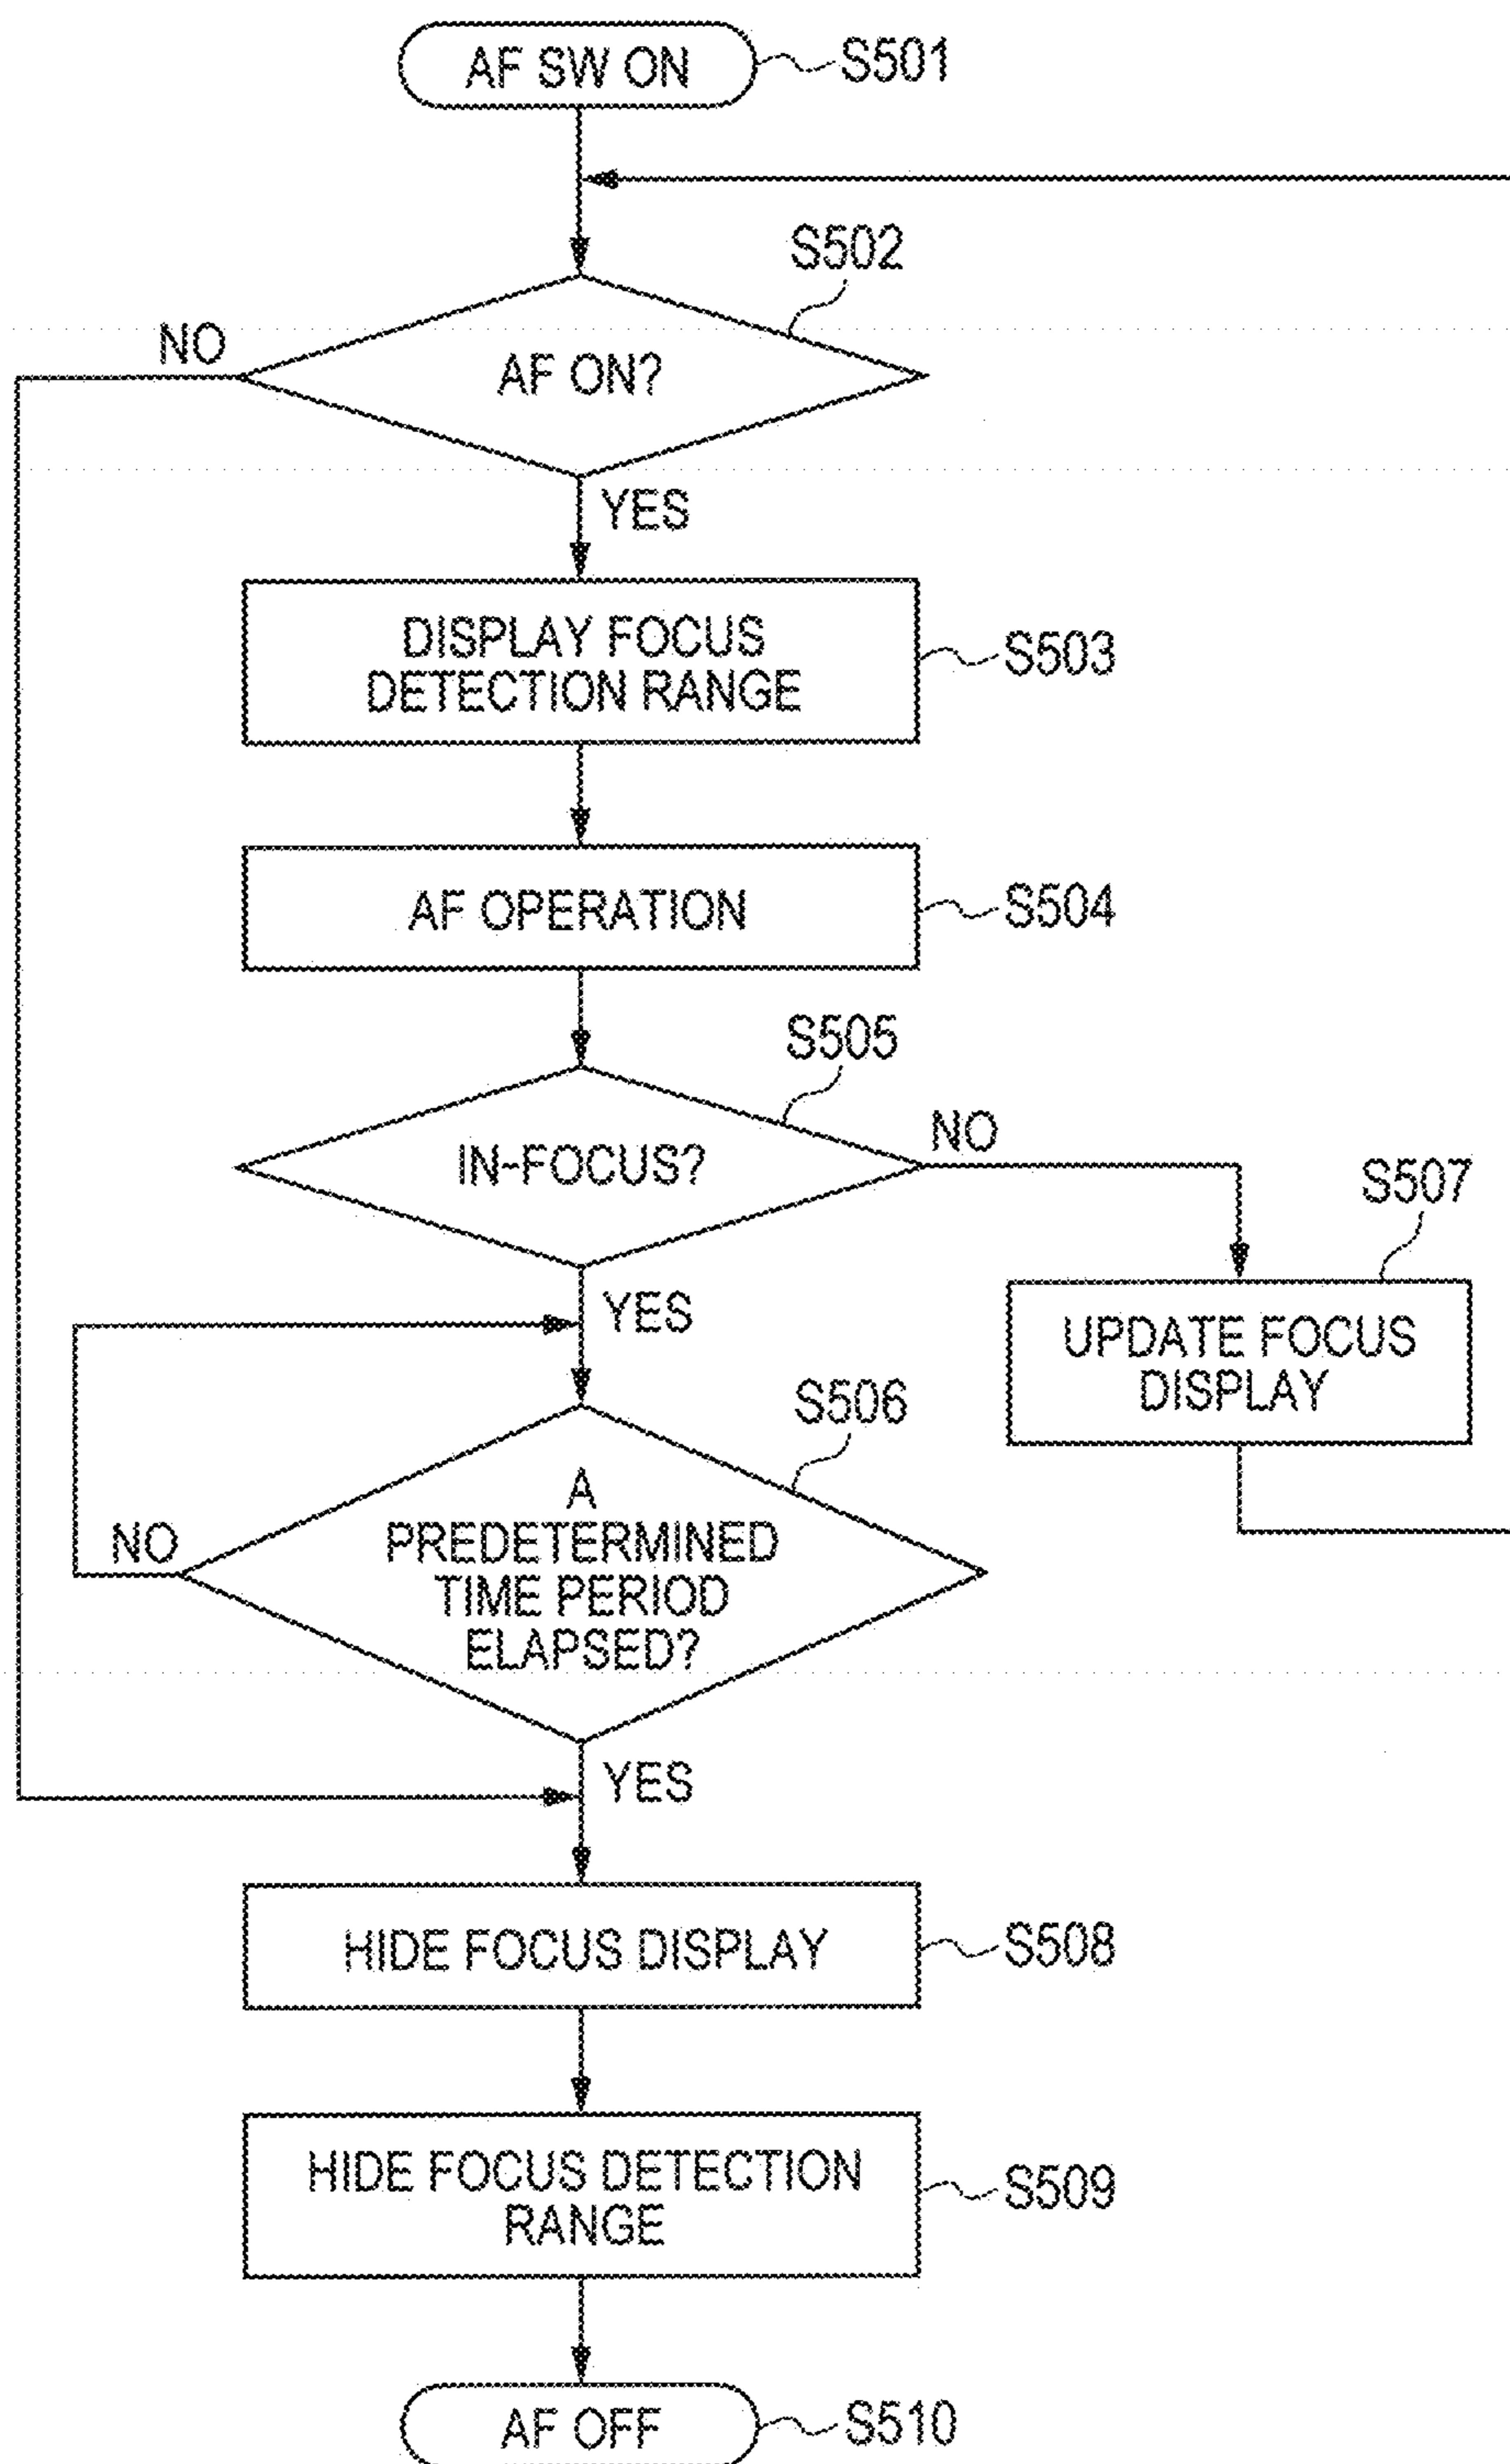 AF SW ON
S501
S502
NO
AF ON?
YES
DISPLAY FOCUS
DETECTION RANGE
S503
AF OPERATION
S504
S505
IN-FOCUS?
NO
S507
YES
UPDATE FOCUS
DISPLAY
S506
A
PREDETERMINED
TIME PERIOD
ELAPSED?
NO
YES
HIDE FOCUS DISPLAY
S508
HIDE FOCUS DETECTION
RANGE
S509
AF OFF
S510